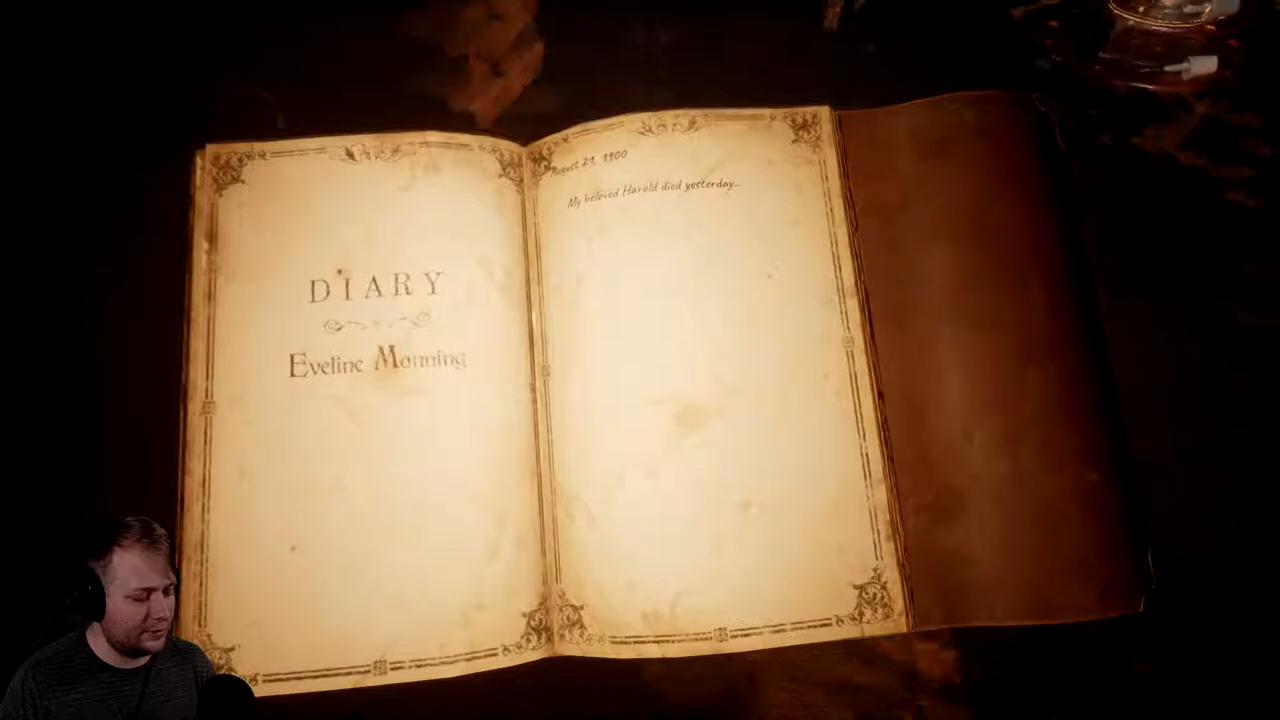 DIARY
Eveline Manning
August 21, 1900
My beloved Harold died yesterday...